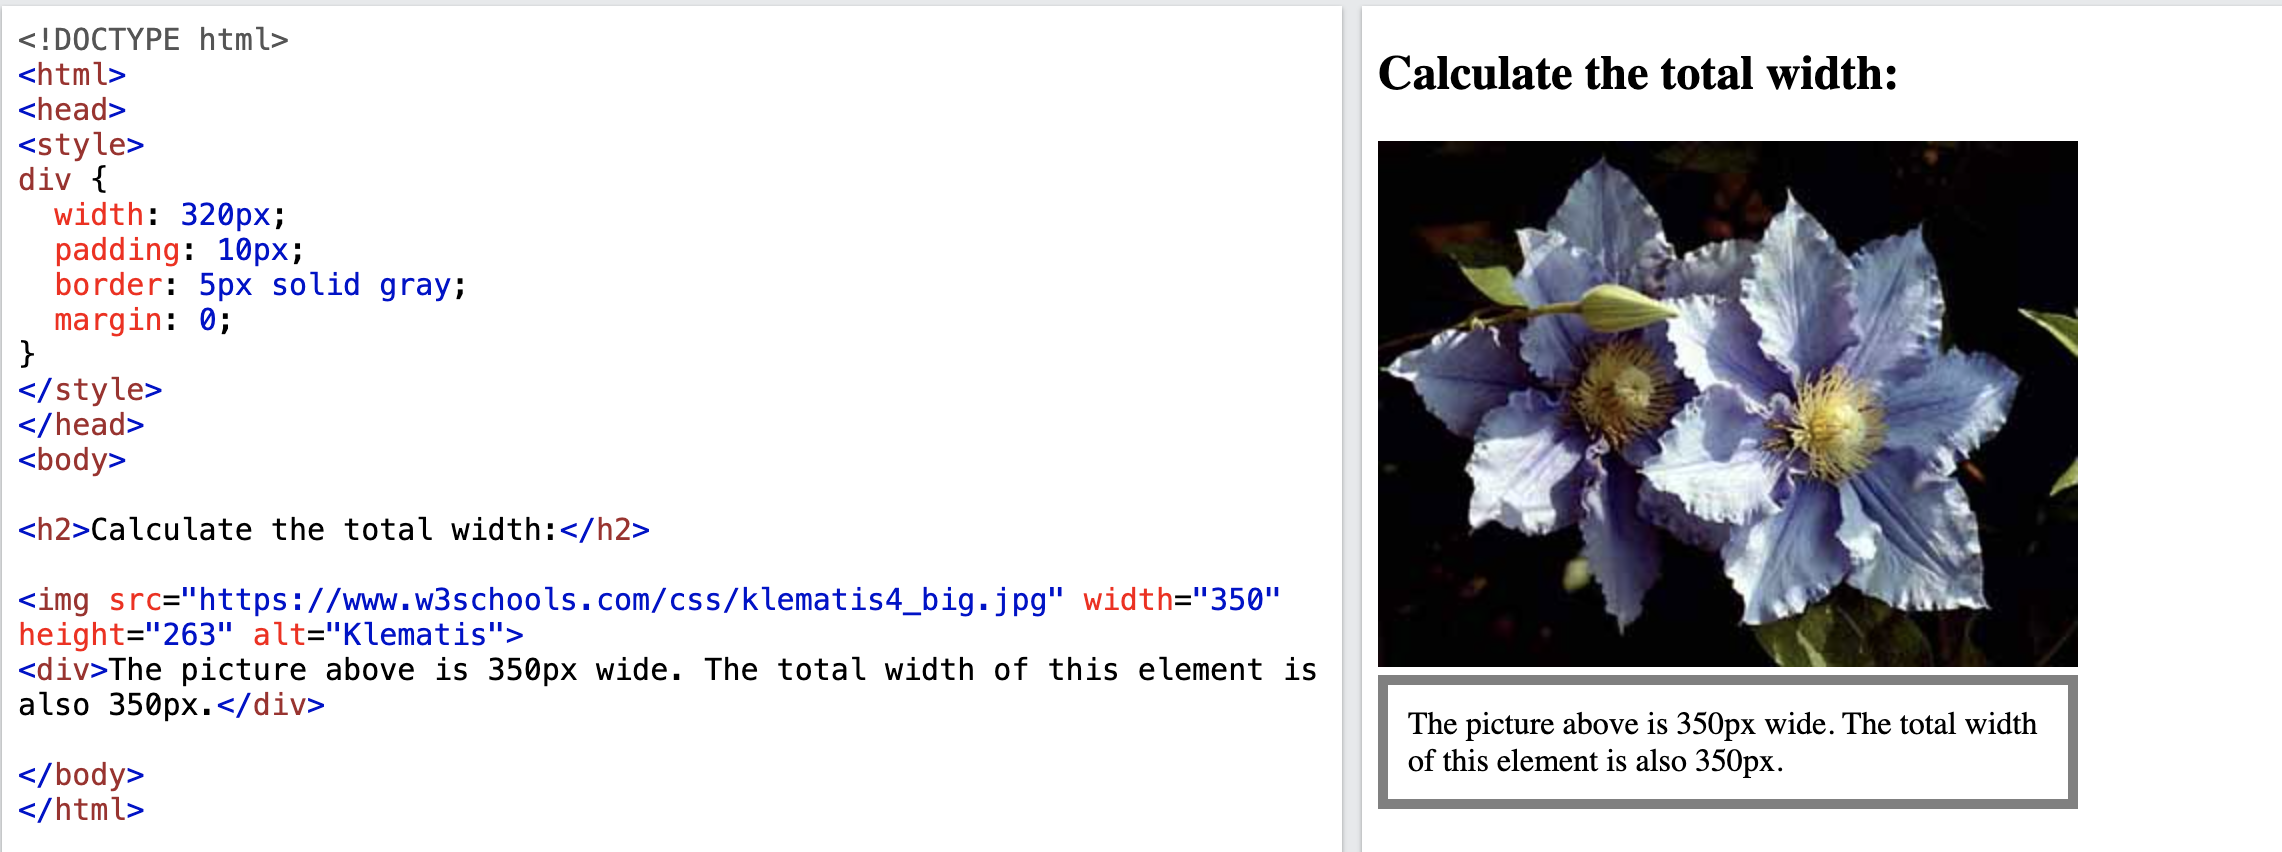 <!DOCTYPE html>
<html>
<head>
<style>
div {
  width: 320px;
  padding: 10px;
  border: 5px solid gray;
  margin: 0;
}
</style>
</head>
<body>

<h2>Calculate the total width:</h2>

<img src="https://www.w3schools.com/css/klematis4_big.jpg" width="350"
height="263" alt="Klematis">
<div>The picture above is 350px wide. The total width of this element is
also 350px.</div>

</body>
</html>
Calculate the total width:
The picture above is 350px wide. The total width
of this element is also 350px.